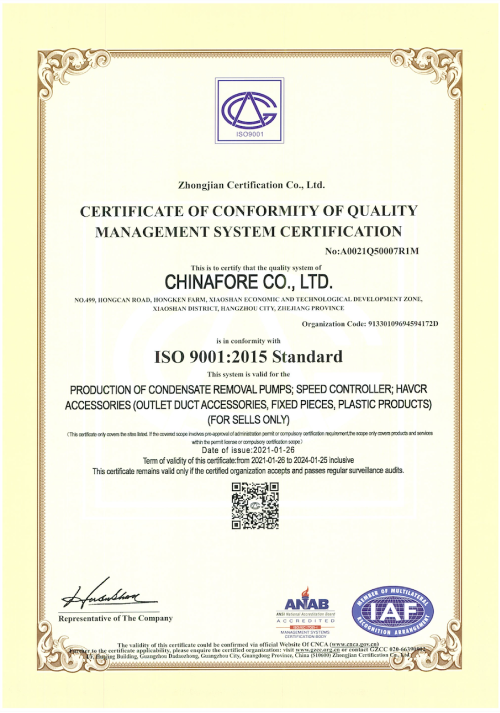 ISO9001
Zhongjian Certification Co., Ltd.
CERTIFICATE OF CONFORMITY OF QUALITY
MANAGEMENT SYSTEM CERTIFICATION
No:A0021Q50007R1M
This is to certify that the quality system of
CHINAFORE CO., LTD.
NO.499, HONGCAN ROAD, HONGKEN FARM, XIAOSHAN ECONOMIC AND TECHNOLOGICAL DEVELOPMENT ZONE,
XIAOSHAN DISTRICT, HANGZHOU CITY, ZHEJIANG PROVINCE
Organization Code: 91330109694594172D
is in conformity with
ISO 9001:2015 Standard
This system is valid for the
PRODUCTION OF CONDENSATE REMOVAL PUMPS; SPEED CONTROLLER; HAVCR
ACCESSORIES (OUTLET DUCT ACCESSORIES, FIXED PIECES, PLASTIC PRODUCTS)
(FOR SELLS ONLY)
(This certificate only covers the sites listed. If the covered scope involves pre-approval of administration permit or compulsory certification requirement,the scope only covers products and services
within the permit license or compulsory certification scope)
Date of issue:2021-01-26
Term of validity of this certificate:from 2021-01-26 to 2024-01-25 inclusive
This certificate remains valid only if the certified organization accepts and passes regular surveillance audits.
Representative of The Company
ANAB
ANSI National Accreditation Board
ACCREDITED
MANAGEMENT SYSTEMS
CERTIFICATION BODY
MEMBER OF MULTILATERAL
IAF
RECOGNITION ARRANGEMENT
The validity of this certificate could be confirmed via official Website Of CNCA (www.cnca.gov.cn)
to the certificate applicability, please enquire the certified organization: visit www.gzcc.org.cn or contact GZCC 020-66390
Building, Guangzhou Dadaozhong, Guangzhou City, Guangdong Province, China (510600) Zhongjian Certification Co., Ltd.